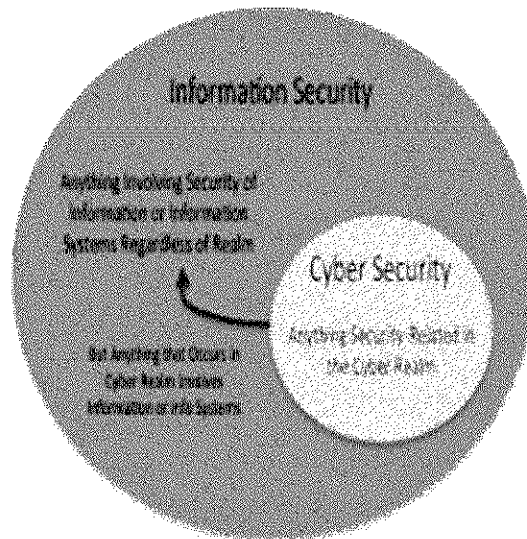 Information Security
Anything Involving Security of
Information or Information
Systems Regardless of Realm
Cyber Security
Anything Security Related in
the Cyber Realm
But Anything that Occurs in
Cyber Realm Involves
Information or Info Systems